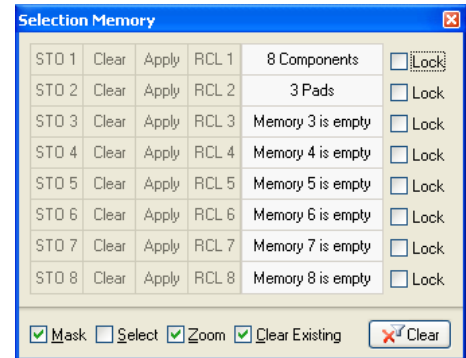 Selection Memory
STO 1 Clear Apply RCL 1 8 Components Lock
STO 2 Clear Apply RCL 2 3 Pads Lock
STO 3 Clear Apply RCL 3 Memory 3 is empty Lock
STO 4 Clear Apply RCL 4 Memory 4 is empty Lock
STO 5 Clear Apply RCL 5 Memory 5 is empty Lock
STO 6 Clear Apply RCL 6 Memory 6 is empty Lock
STO 7 Clear Apply RCL 7 Memory 7 is empty Lock
STO 8 Clear Apply RCL 8 Memory 8 is empty Lock
Mask Select Zoom Clear Existing Clear